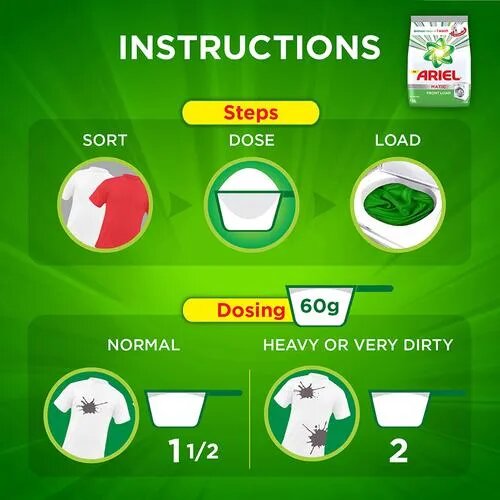 INSTRUCTIONS
ARIEL
MATIC
FRONT LOAD
Steps
SORT
DOSE
LOAD
Dosing
60g
NORMAL
HEAVY OR VERY DIRTY
1 1/2
2